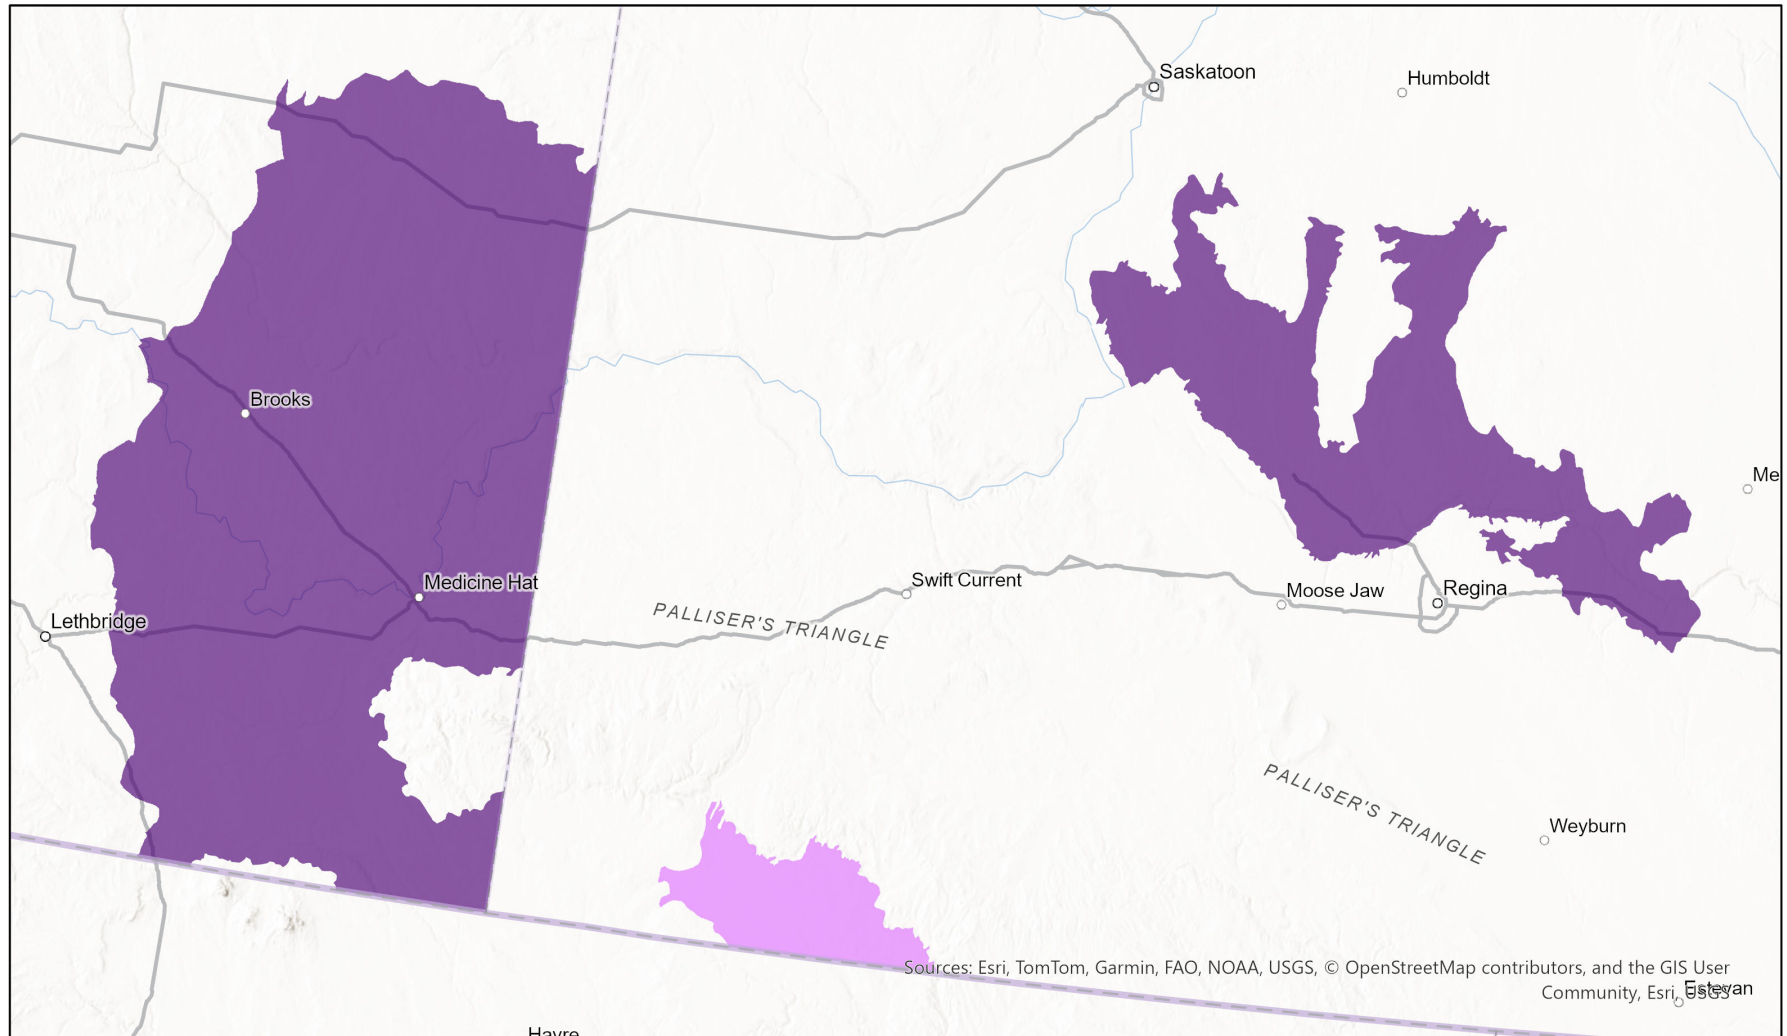 Saskatoon
Humboldt
Brooks
Me
Medicine Hat
Swift Current
Moose Jaw
Regina
Lethbridge
PALLISER'S TRIANGLE
PALLISER'S TRIANGLE
Weyburn
Sources: Esri, TomTom, Garmin, FAO, NOAA, USGS, © OpenStreetMap contributors, and the GIS User
Community, Esri, USGS
Estevan
Havre